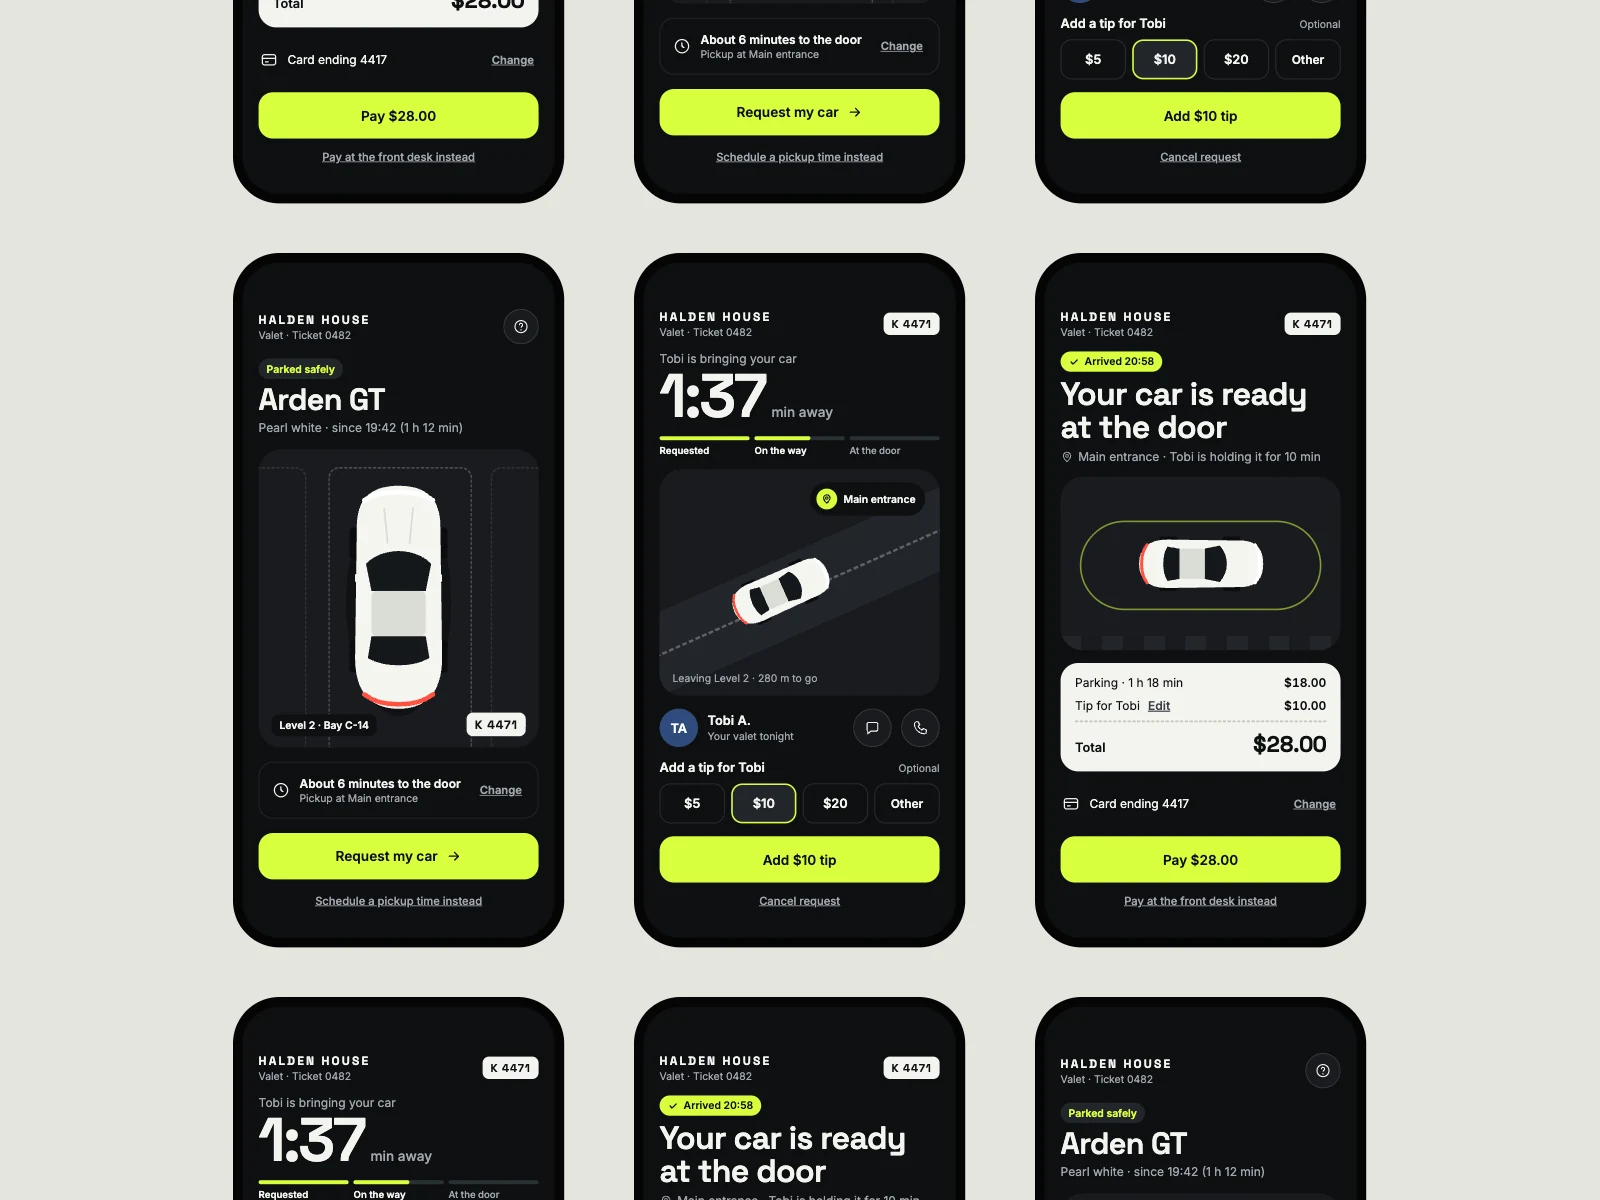 Total $28.00
Card ending 4417 Change
Pay $28.00
Pay at the front desk instead
About 6 minutes to the door
Pickup at Main entrance
Change
Request my car
Schedule a pickup time instead
Add a tip for Tobi Optional
$5 $10 $20 Other
Add $10 tip
Cancel request
HALDEN HOUSE
Valet · Ticket 0482
Parked safely
Arden GT
Pearl white · since 19:42 (1 h 12 min)
Level 2 · Bay C-14
K 4471
About 6 minutes to the door
Pickup at Main entrance
Change
Request my car
Schedule a pickup time instead
HALDEN HOUSE
Valet · Ticket 0482
K 4471
Tobi is bringing your car
1:37 min away
Requested On the way At the door
Main entrance
Leaving Level 2 · 280 m to go
TA
Tobi A.
Your valet tonight
Add a tip for Tobi Optional
$5 $10 $20 Other
Add $10 tip
Cancel request
HALDEN HOUSE
Valet · Ticket 0482
K 4471
Arrived 20:58
Your car is ready
at the door
Main entrance · Tobi is holding it for 10 min
Parking · 1 h 18 min $18.00
Tip for Tobi Edit $10.00
Total $28.00
Card ending 4417 Change
Pay $28.00
Pay at the front desk instead
HALDEN HOUSE
Valet · Ticket 0482
K 4471
Tobi is bringing your car
1:37 min away
Requested On the way At the door
HALDEN HOUSE
Valet · Ticket 0482
K 4471
Arrived 20:58
Your car is ready
at the door
Main entrance · Tobi is holding it for 10 min
HALDEN HOUSE
Valet · Ticket 0482
Parked safely
Arden GT
Pearl white · since 19:42 (1 h 12 min)